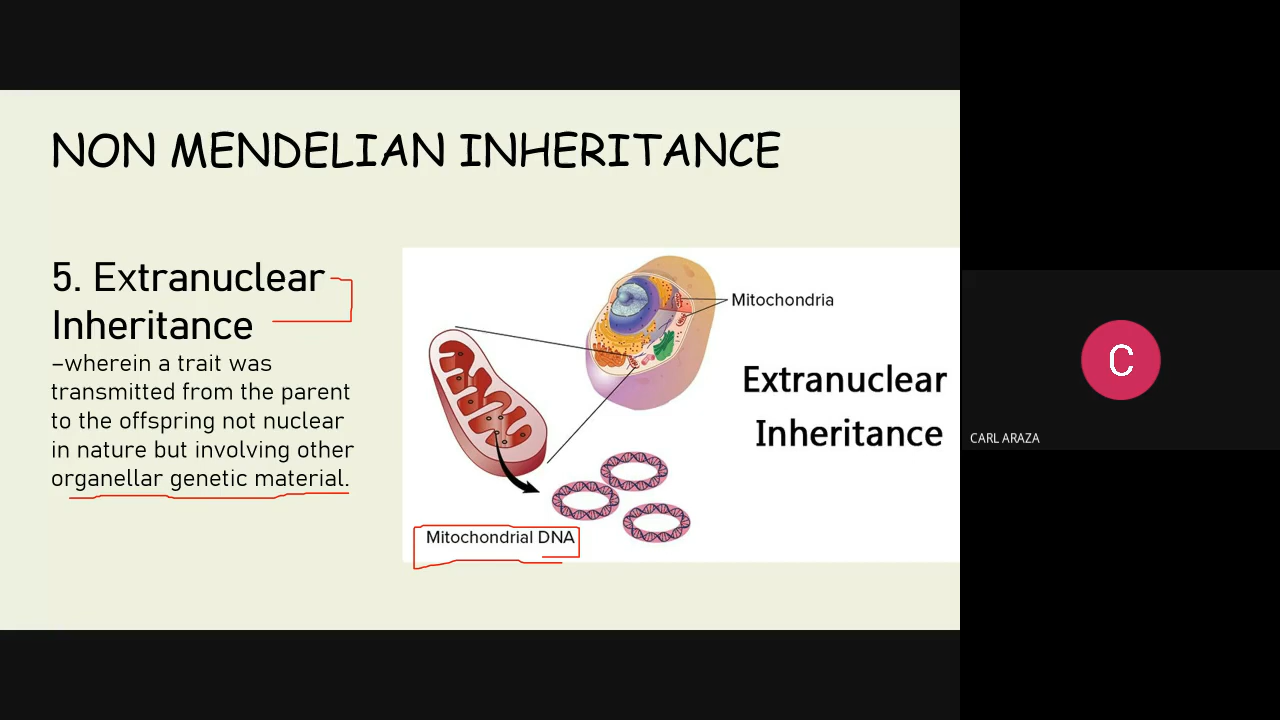 NON MENDELIAN INHERITANCE
5. Extranuclear
Inheritance
–wherein a trait was
transmitted from the parent
to the offspring not nuclear
in nature but involving other
organellar genetic material.
Mitochondria
Extranuclear
Inheritance
Mitochondrial DNA
C
CARL ARAZA